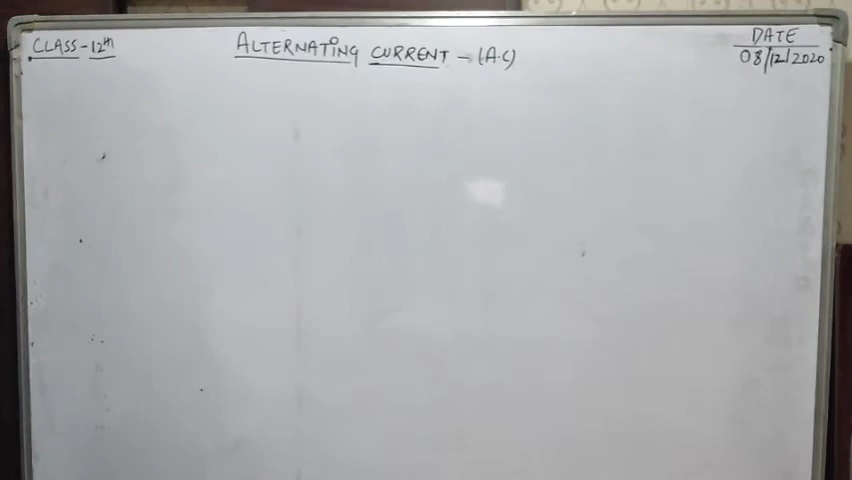 CLASS-12th
ALTERNATING CURRENT → (A.C)
DATE
08/12/2020